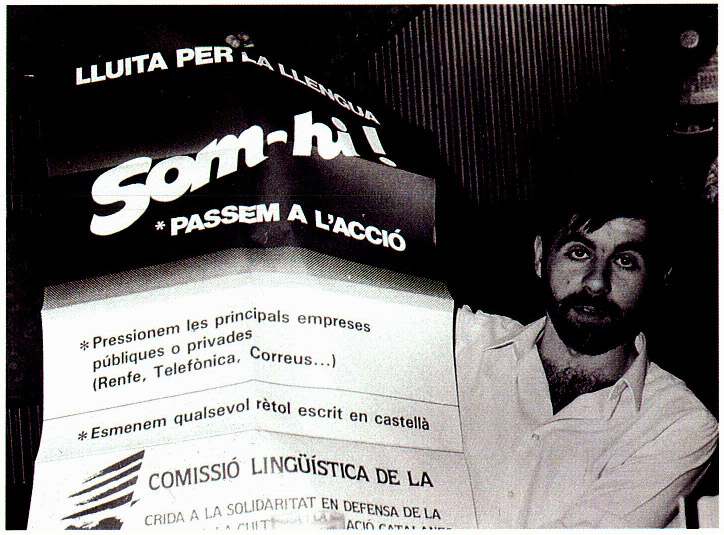 LLUITA PER LA LLENGUA
Som-hi!
* PASSEM A L'ACCIÓ
* Pressionem les principals empreses
públiques o privades
(Renfe, Telefònica, Correus...)
* Esmenem qualsevol rètol escrit en castellà
COMISSIÓ LINGÜÍSTICA DE LA
CRIDA A LA SOLIDARITAT EN DEFENSA DE LA
LA